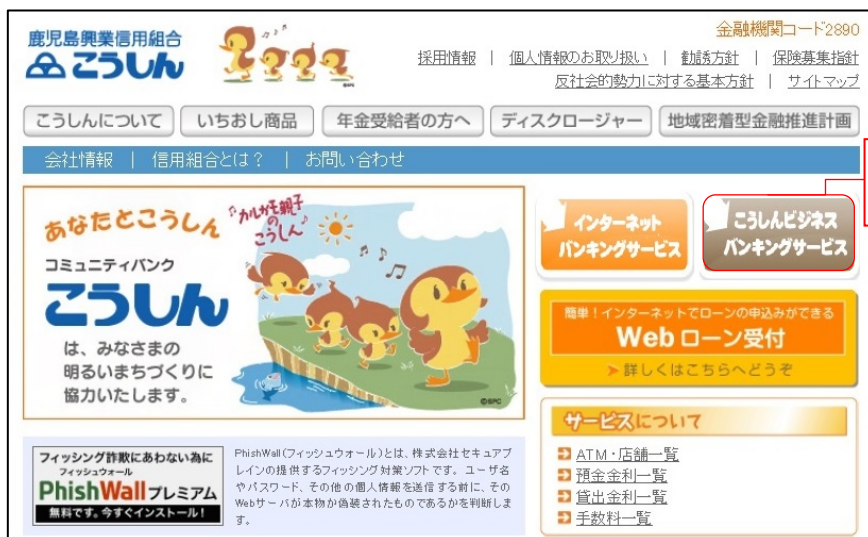 鹿児島興業信用組合
こうしん
金融機関コード2890
採用情報 | 個人情報のお取り扱い | 勧誘方針 | 保険募集指針
反社会的勢力に対する基本方針 | サイトマップ
こうしんについて いちおし商品 年金受給者の方へ ディスクロージャー 地域密着型金融推進計画
会社情報 | 信用組合とは? | お問い合わせ
あなたとこうしん
コミュニティバンク
こうしん
は、みなさまの
明るいまちづくりに
協力いたします。
カルガモ親子
の
こうしん
©SPC
インターネット
バンキングサービス
こうしんビジネス
バンキングサービス
簡単!インターネットでローンの申込みができる
Web ローン受付
詳しくはこちらへどうぞ
サービスについて
ATM・店舗一覧
預金金利一覧
貸出金利一覧
手数料一覧
フィッシング詐欺にあわない為に
フィッシュウォール
PhishWall プレミアム
無料です。今すぐインストール!
PhishWall(フィッシュウォール)とは、株式会社セキュアブ
レインの提供するフィッシング対策ソフトです。ユーザ名
やパスワード、その他の個人情報を送信する前に、その
Webサーバが本物か偽装されたものであるかを判断しま
す。